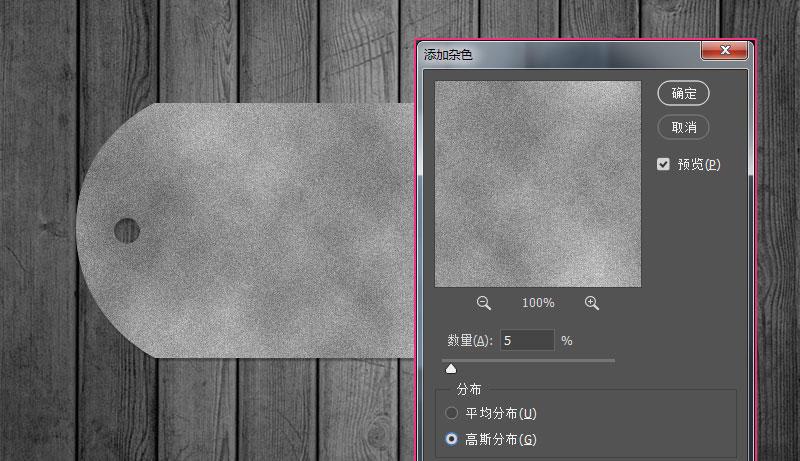 添加杂色
确定
取消
预览(P)
100%
数量(A): 5 %
分布
平均分布(U)
高斯分布(G)